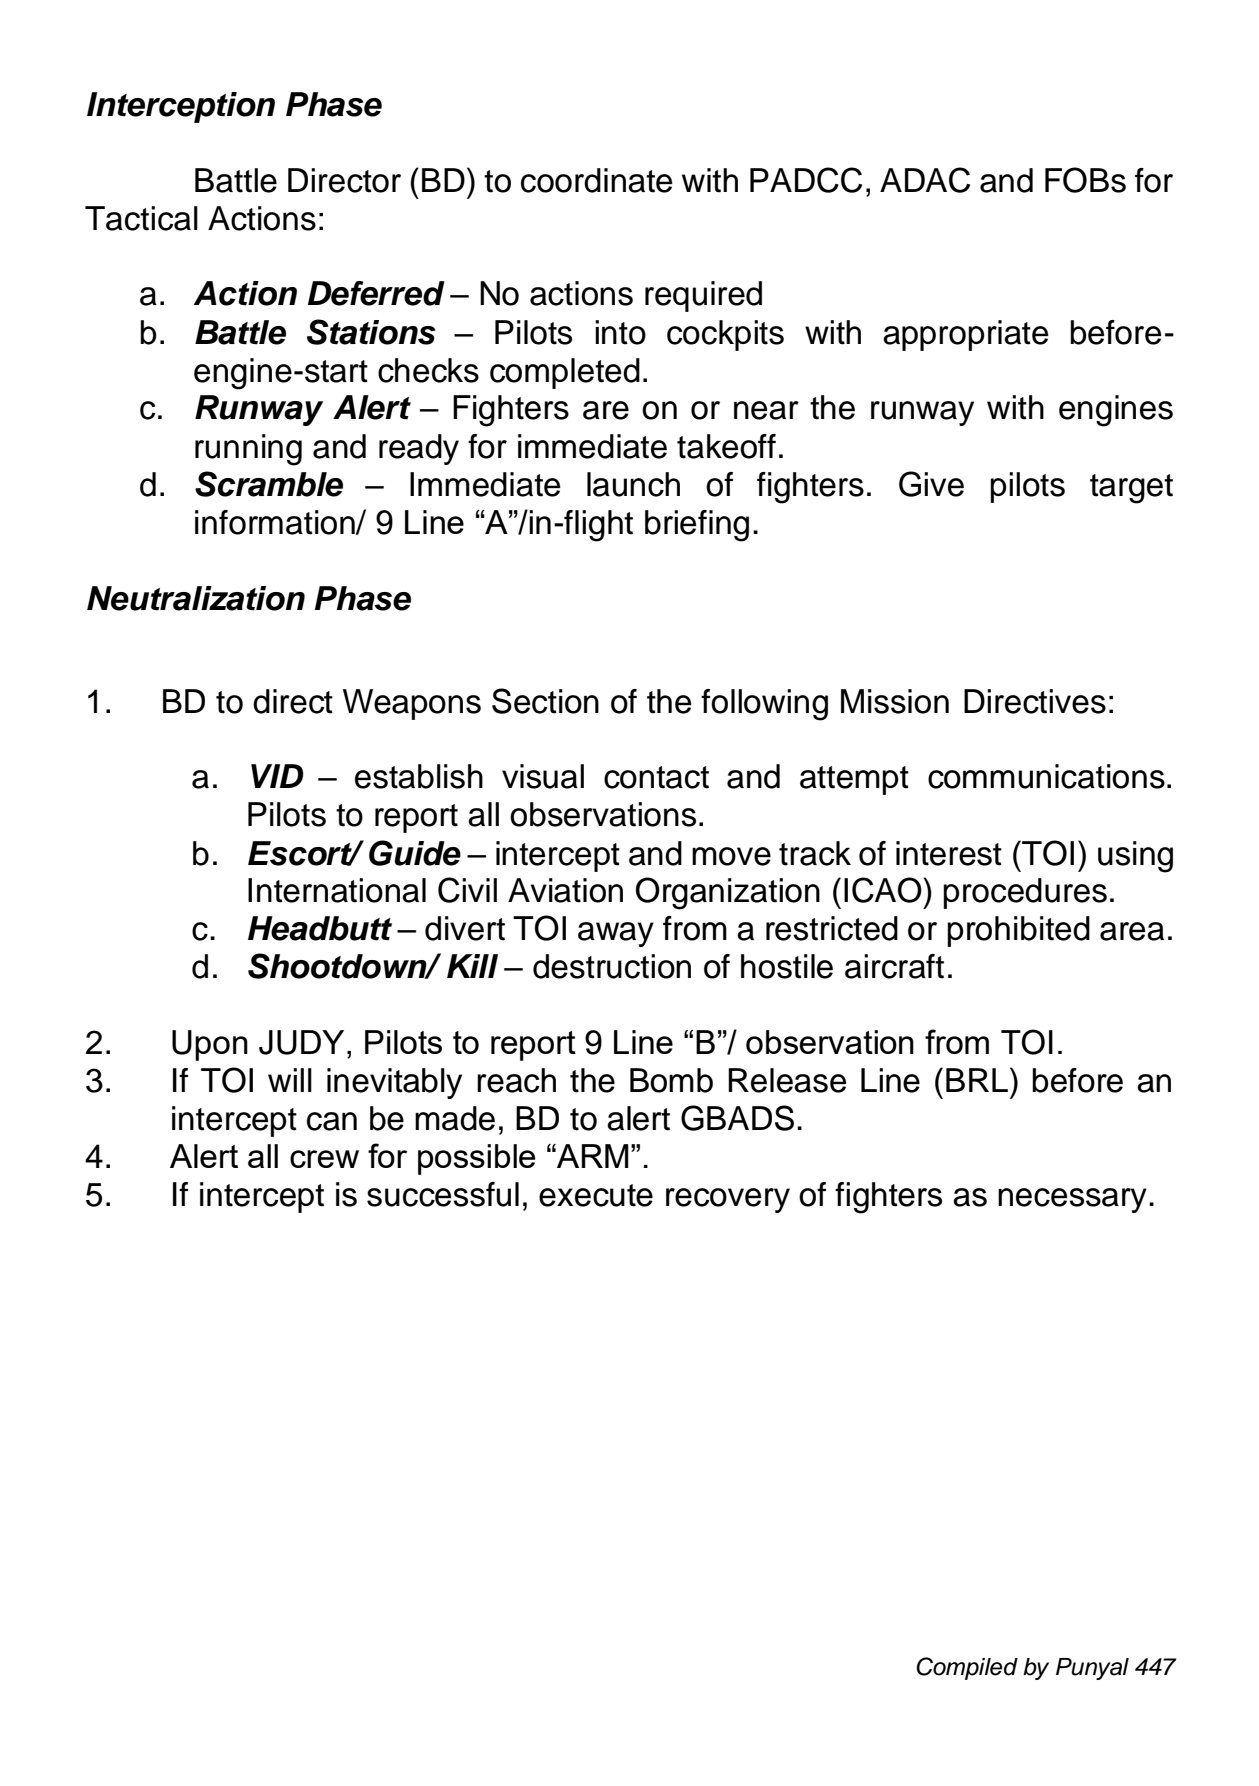 Interception Phase
Battle Director (BD) to coordinate with PADCC, ADAC and FOBs for
Tactical Actions:
a. Action Deferred – No actions required
b. Battle Stations – Pilots into cockpits with appropriate before-
engine-start checks completed.
c. Runway Alert – Fighters are on or near the runway with engines
running and ready for immediate takeoff.
d. Scramble – Immediate launch of fighters. Give pilots target
information/ 9 Line “A”/in-flight briefing.
Neutralization Phase
1. BD to direct Weapons Section of the following Mission Directives:
a. VID – establish visual contact and attempt communications.
Pilots to report all observations.
b. Escort/ Guide – intercept and move track of interest (TOI) using
International Civil Aviation Organization (ICAO) procedures.
c. Headbutt – divert TOI away from a restricted or prohibited area.
d. Shootdown/ Kill – destruction of hostile aircraft.
2. Upon JUDY, Pilots to report 9 Line “B”/ observation from TOI.
3. If TOI will inevitably reach the Bomb Release Line (BRL) before an
intercept can be made, BD to alert GBADS.
4. Alert all crew for possible “ARM”.
5. If intercept is successful, execute recovery of fighters as necessary.
Compiled by Punyal 447